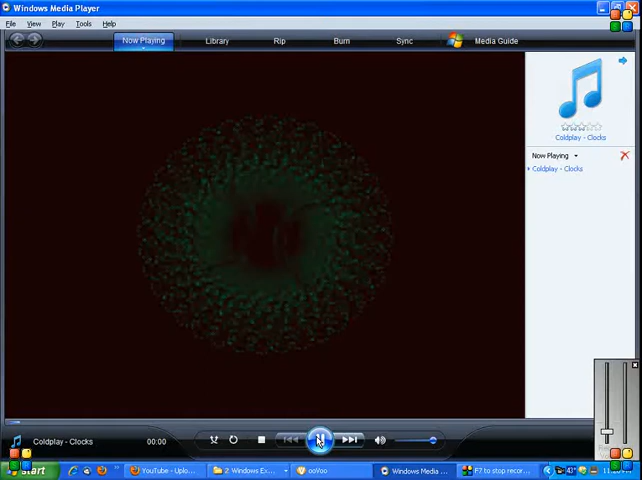 Windows Media Player
File View Play Tools Help
Now Playing Library Rip Burn Sync Media Guide
Coldplay - Clocks
Now Playing
Coldplay - Clocks
Coldplay - Clocks 00:00
start YouTube - Uplo... 2 Windows Ex... ooVoo Windows Media ... F7 to stop recor... 43°